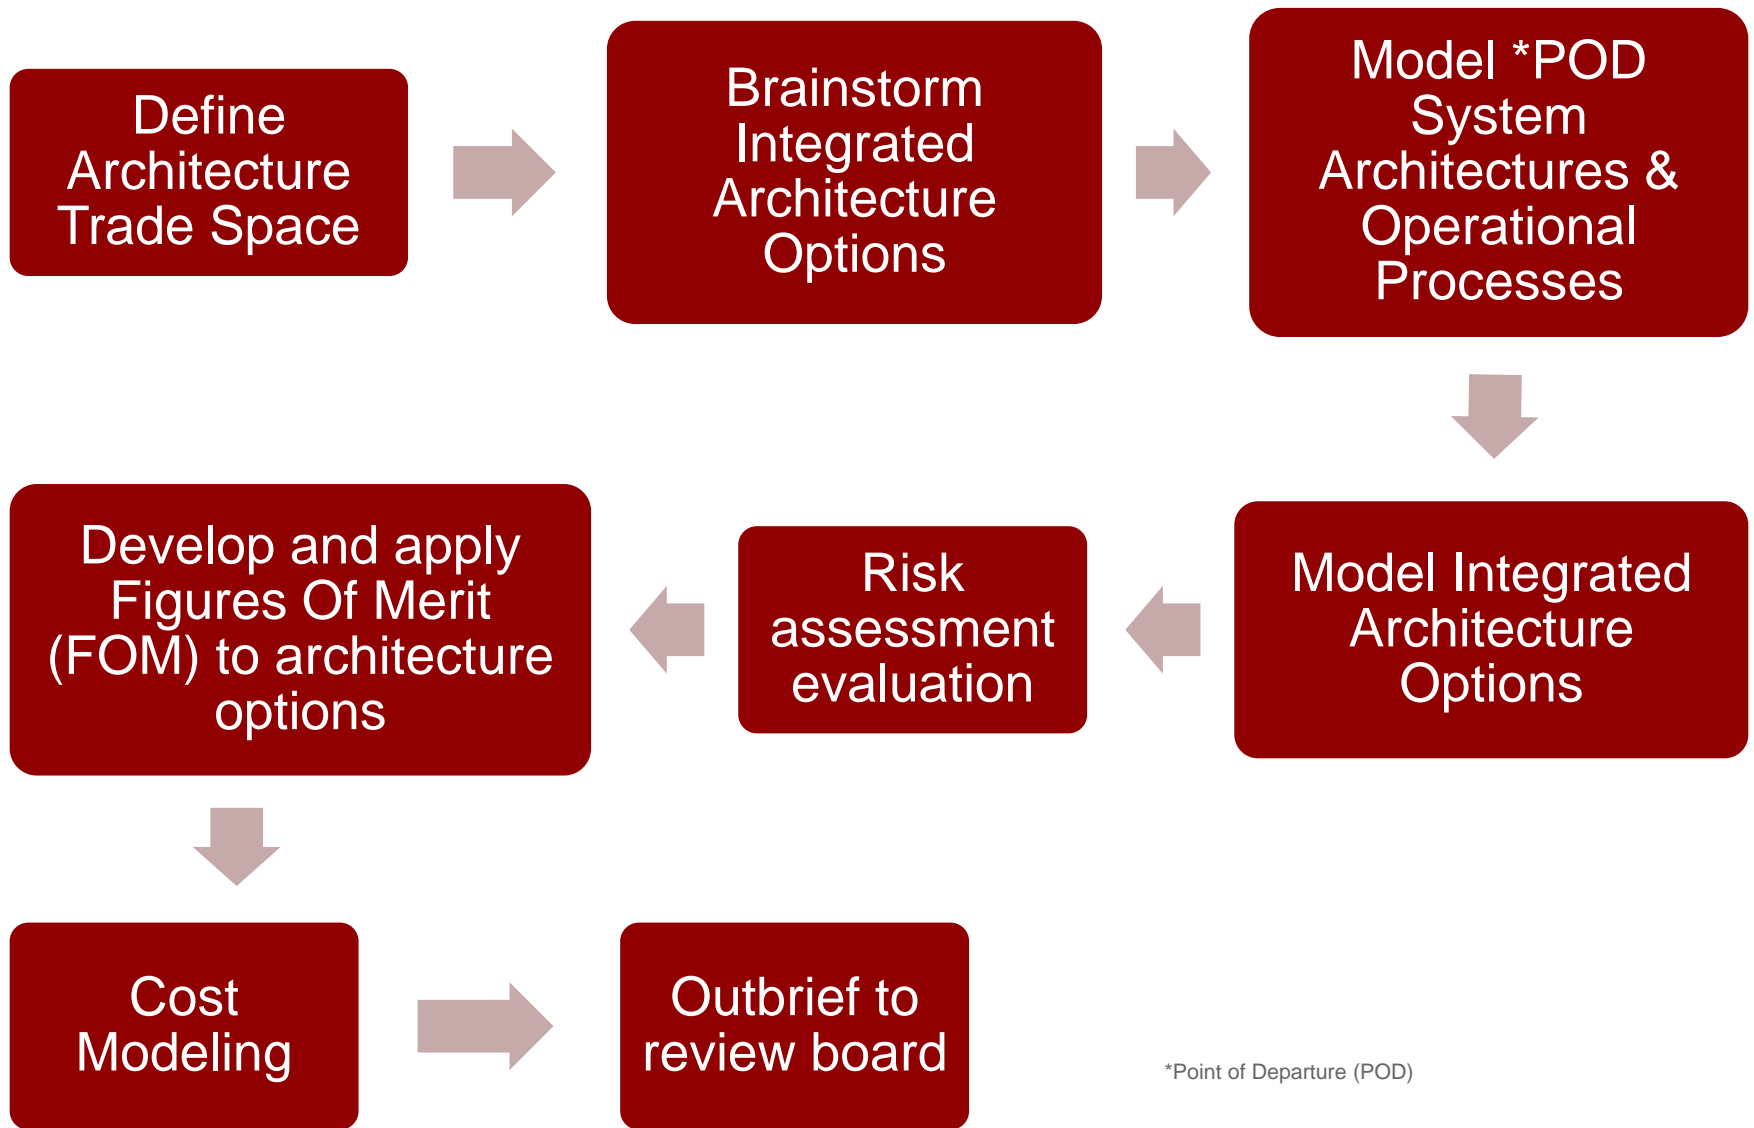 Define
Architecture
Trade Space
Brainstorm
Integrated
Architecture
Options
Model *POD
System
Architectures &
Operational
Processes
Model Integrated
Architecture
Options
Risk
assessment
evaluation
Develop and apply
Figures Of Merit
(FOM) to architecture
options
Cost
Modeling
Outbrief to
review board
*Point of Departure (POD)